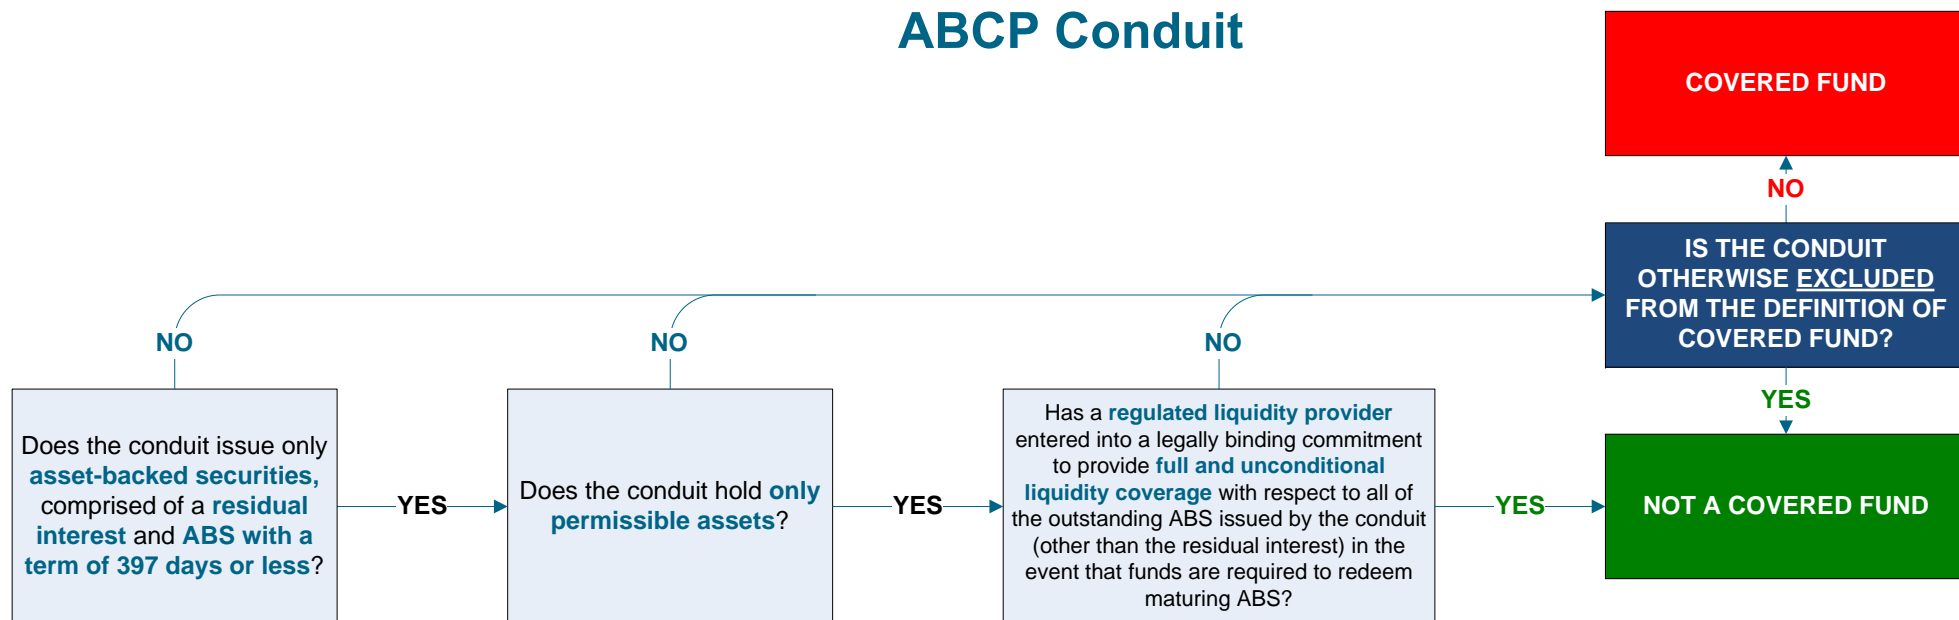 ABCP Conduit
COVERED FUND
NO
IS THE CONDUIT
OTHERWISE EXCLUDED
FROM THE DEFINITION OF
COVERED FUND?
NO
NO
NO
YES
Does the conduit issue only
asset-backed securities,
comprised of a residual
interest and ABS with a
term of 397 days or less?
YES
Does the conduit hold only
permissible assets?
YES
Has a regulated liquidity provider
entered into a legally binding commitment
to provide full and unconditional
liquidity coverage with respect to all of
the outstanding ABS issued by the conduit
(other than the residual interest) in the
event that funds are required to redeem
maturing ABS?
YES
NOT A COVERED FUND